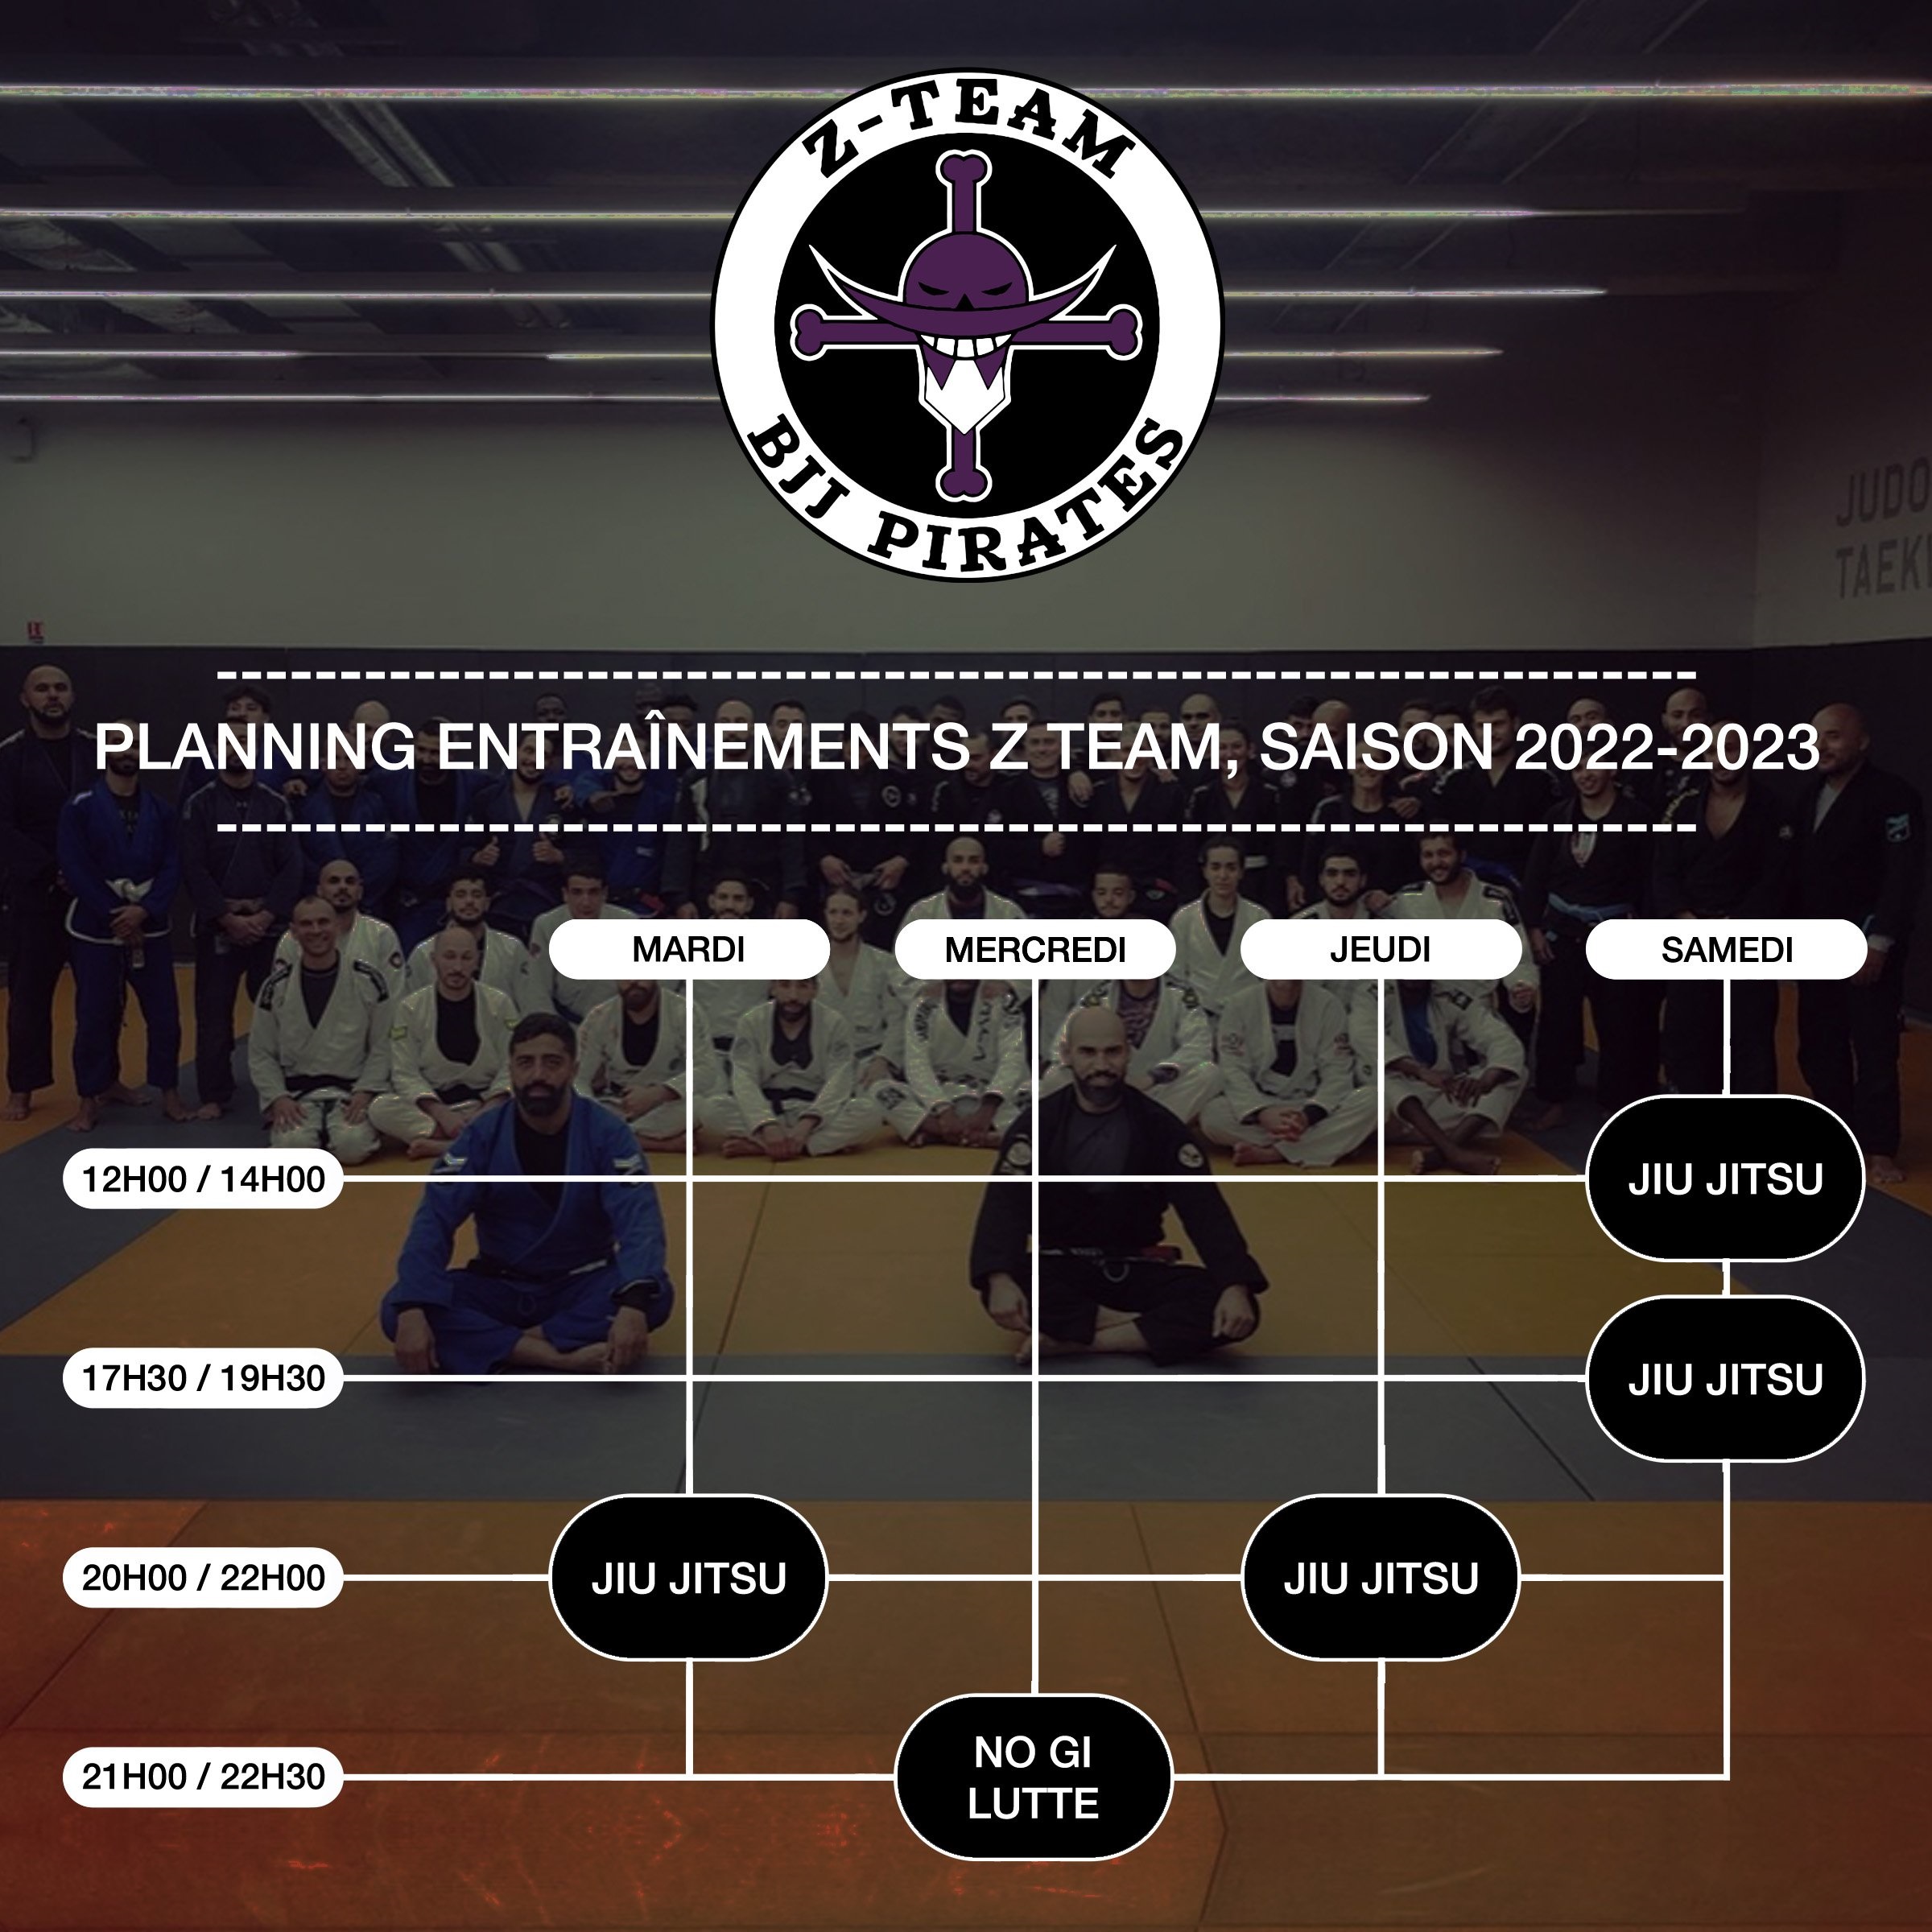 Z-TEAM
BJJ PIRATES
JUDO
PLANNING ENTRAÎNEMENTS Z TEAM, SAISON 2022-2023
MARDI
MERCREDI
JEUDI
SAMEDI
12H00 / 14H00
JIU JITSU
17H30 / 19H30
JIU JITSU
20H00 / 22H00
JIU JITSU
JIU JITSU
21H00 / 22H30
NO GI
LUTTE